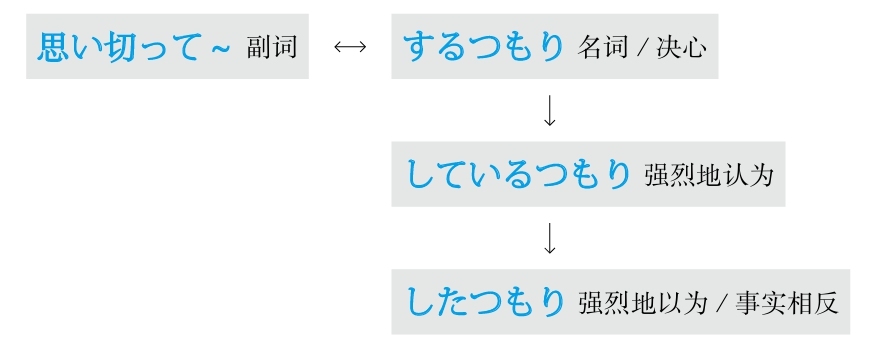 思い切って～ 副词 ↔ するつもり 名词 / 决心
↓
しているつもり 强烈地认为
↓
したつもり 强烈地以为 / 事实相反